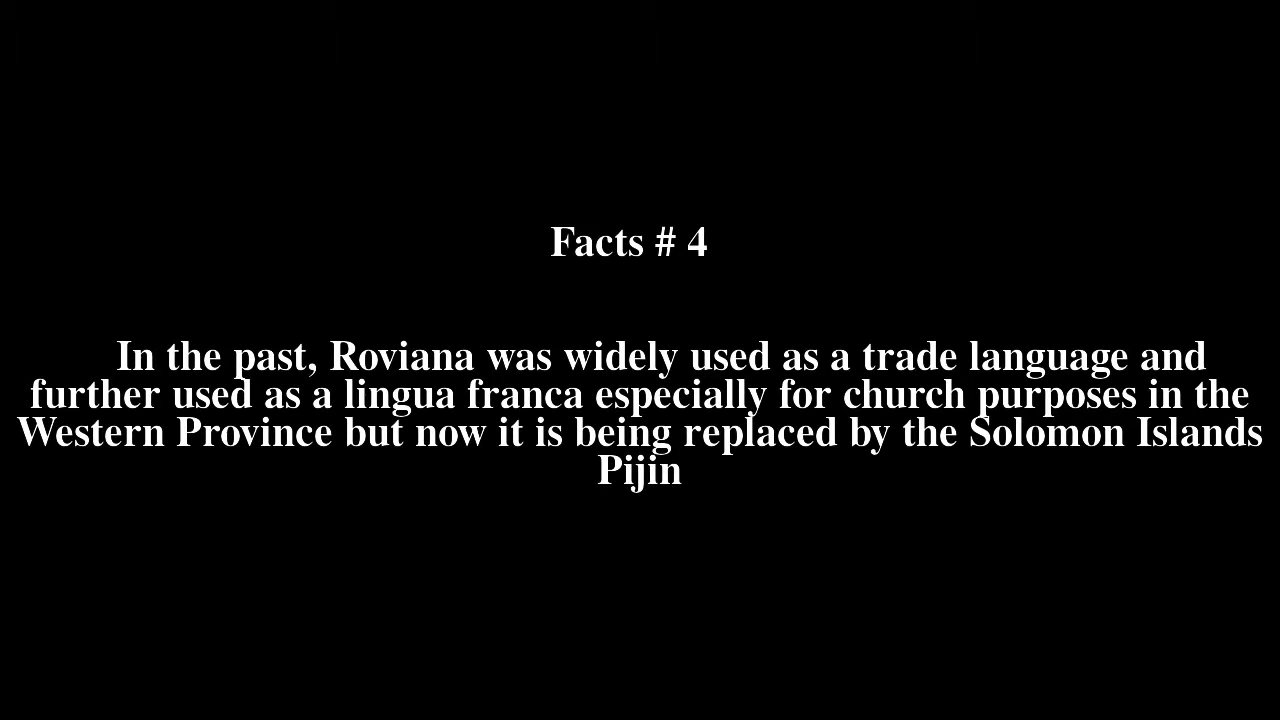 Facts # 4
In the past, Roviana was widely used as a trade language and
further used as a lingua franca especially for church purposes in the
Western Province but now it is being replaced by the Solomon Islands
Pijin